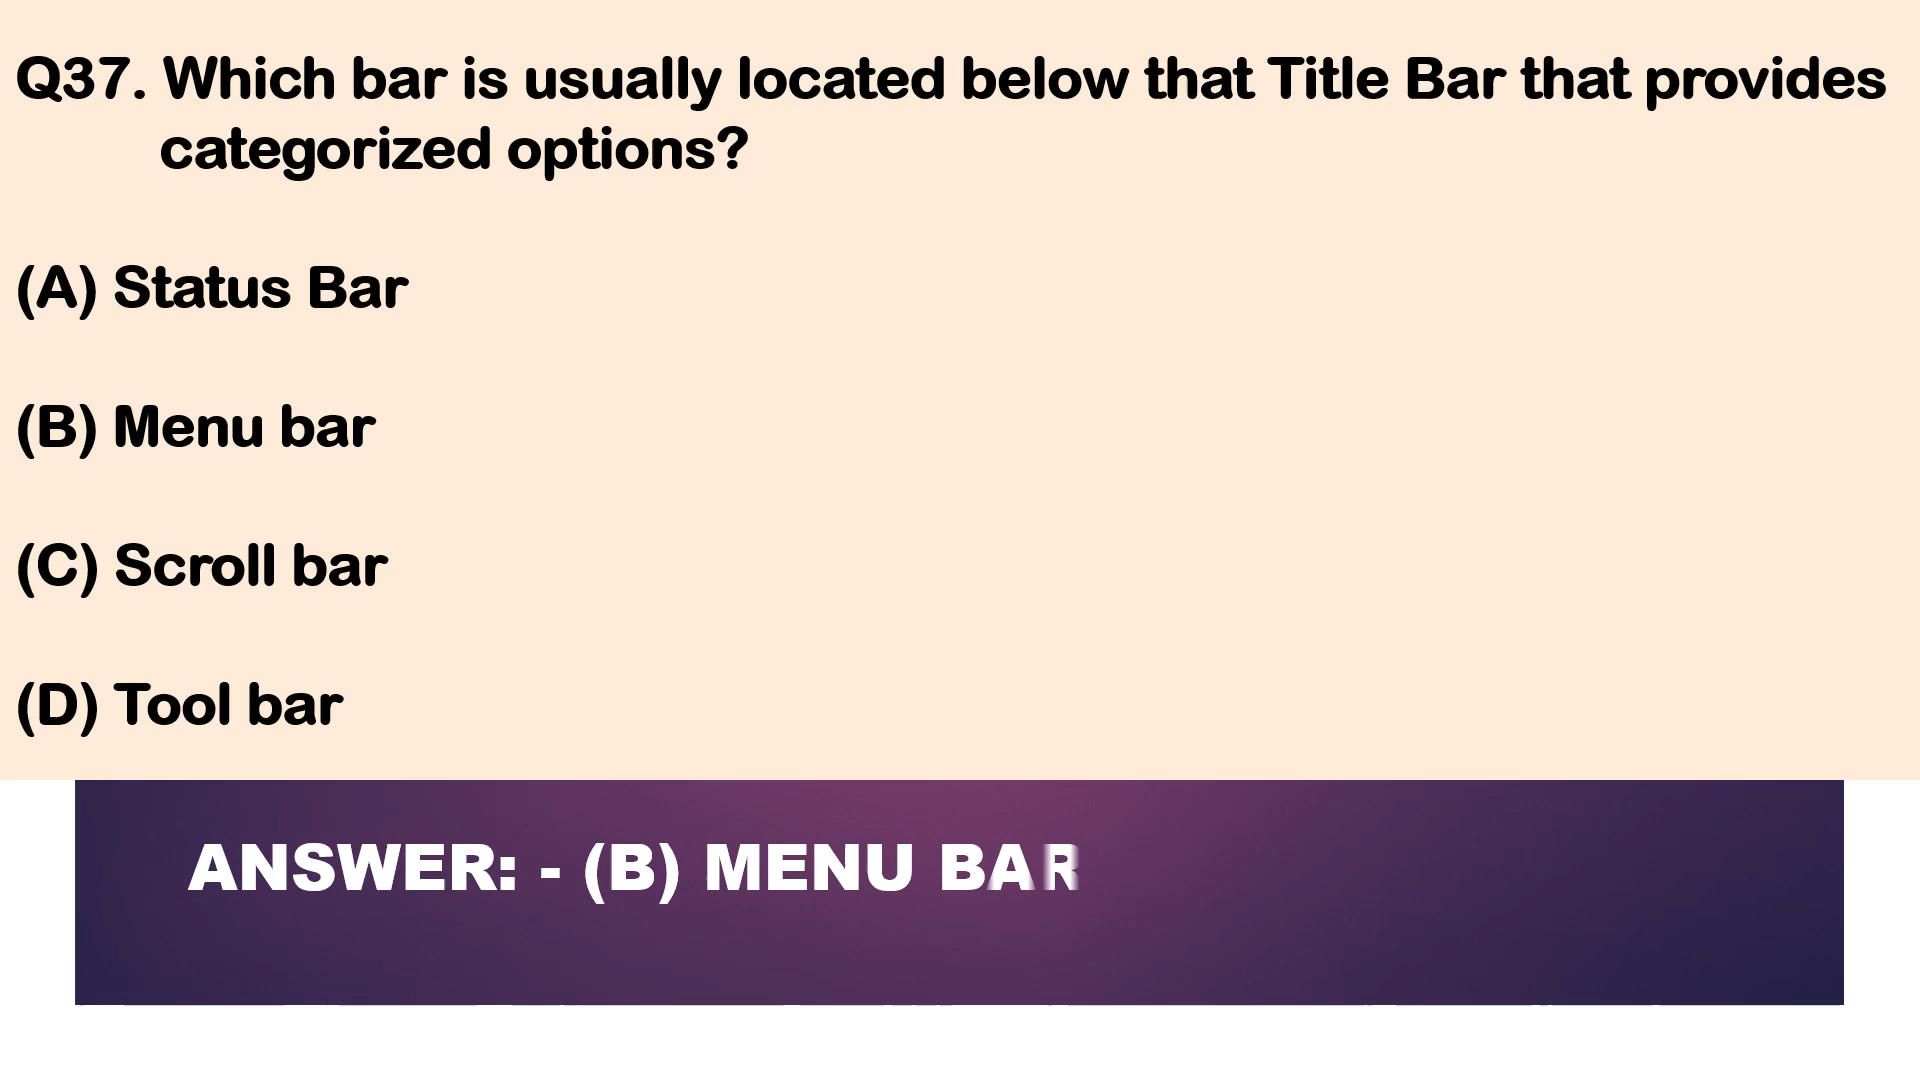 Q37. Which bar is usually located below that Title Bar that provides
categorized options?
(A) Status Bar
(B) Menu bar
(C) Scroll bar
(D) Tool bar
ANSWER: - (B) MENU BAR